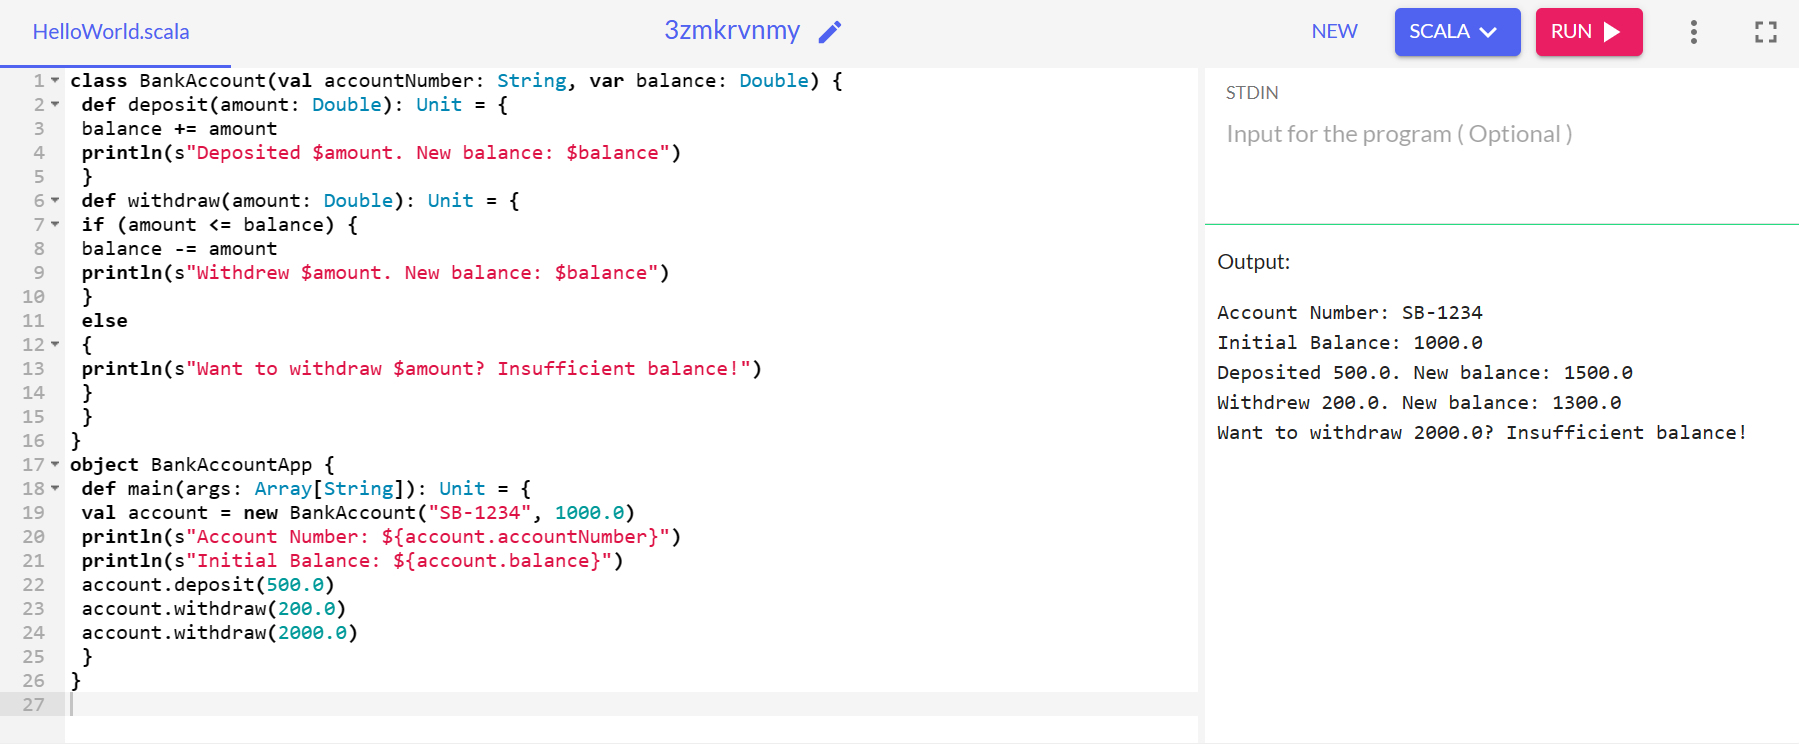 HelloWorld.scala
3zmkrvnmy
NEW
SCALA
RUN
1 class BankAccount(val accountNumber: String, var balance: Double) {
2 def deposit(amount: Double): Unit = {
3 balance += amount
4 println(s"Deposited $amount. New balance: $balance")
5 }
6 def withdraw(amount: Double): Unit = {
7 if (amount <= balance) {
8 balance -= amount
9 println(s"Withdrew $amount. New balance: $balance")
10 }
11 else
12 {
13 println(s"Want to withdraw $amount? Insufficient balance!")
14 }
15 }
16 }
17 object BankAccountApp {
18 def main(args: Array[String]): Unit = {
19 val account = new BankAccount("SB-1234", 1000.0)
20 println(s"Account Number: ${account.accountNumber}")
21 println(s"Initial Balance: ${account.balance}")
22 account.deposit(500.0)
23 account.withdraw(200.0)
24 account.withdraw(2000.0)
25 }
26 }
27
STDIN
Input for the program ( Optional )
Output:
Account Number: SB-1234
Initial Balance: 1000.0
Deposited 500.0. New balance: 1500.0
Withdrew 200.0. New balance: 1300.0
Want to withdraw 2000.0? Insufficient balance!